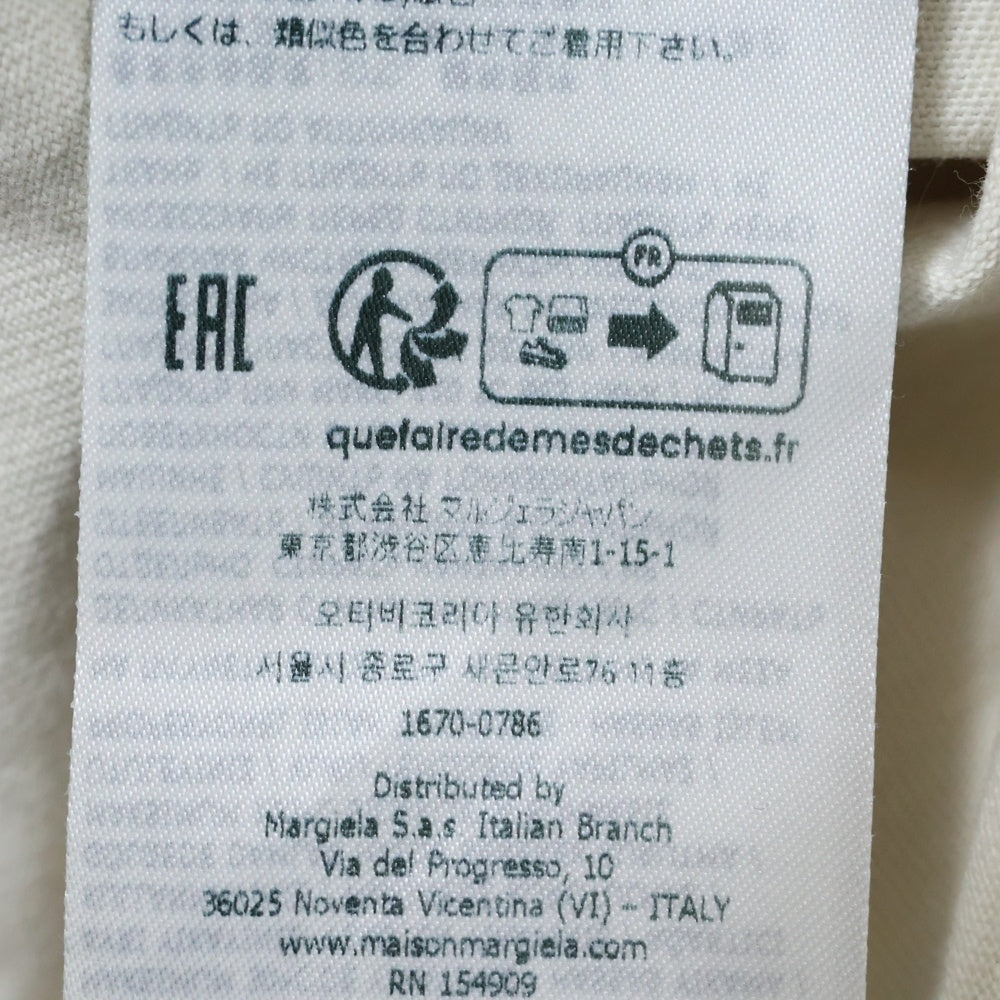 もしくは、類似色を合わせてご着用下さい。
EAC
FR
quefairedemesdechets.fr
株式会社 マルジェラジャパン
東京都渋谷区恵比寿南1-15-1
오티비코리아 유한회사
서울시 종로구 새문안로76 11층
1670-0786
Distributed by
Margiela S.a.s. Italian Branch
Via del Progresso, 10
36025 Noventa Vicentina (VI) – ITALY
www.maisonmargiela.com
RN 154909